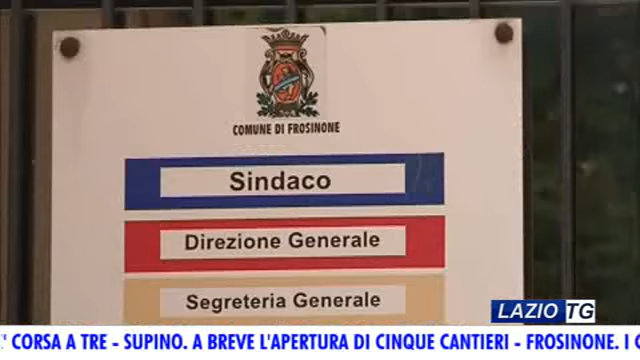 COMUNE DI FROSINONE
Sindaco
Direzione Generale
Segreteria Generale
LAZIO TG
' CORSA A TRE - SUPINO. A BREVE L'APERTURA DI CINQUE CANTIERI - FROSINONE. I